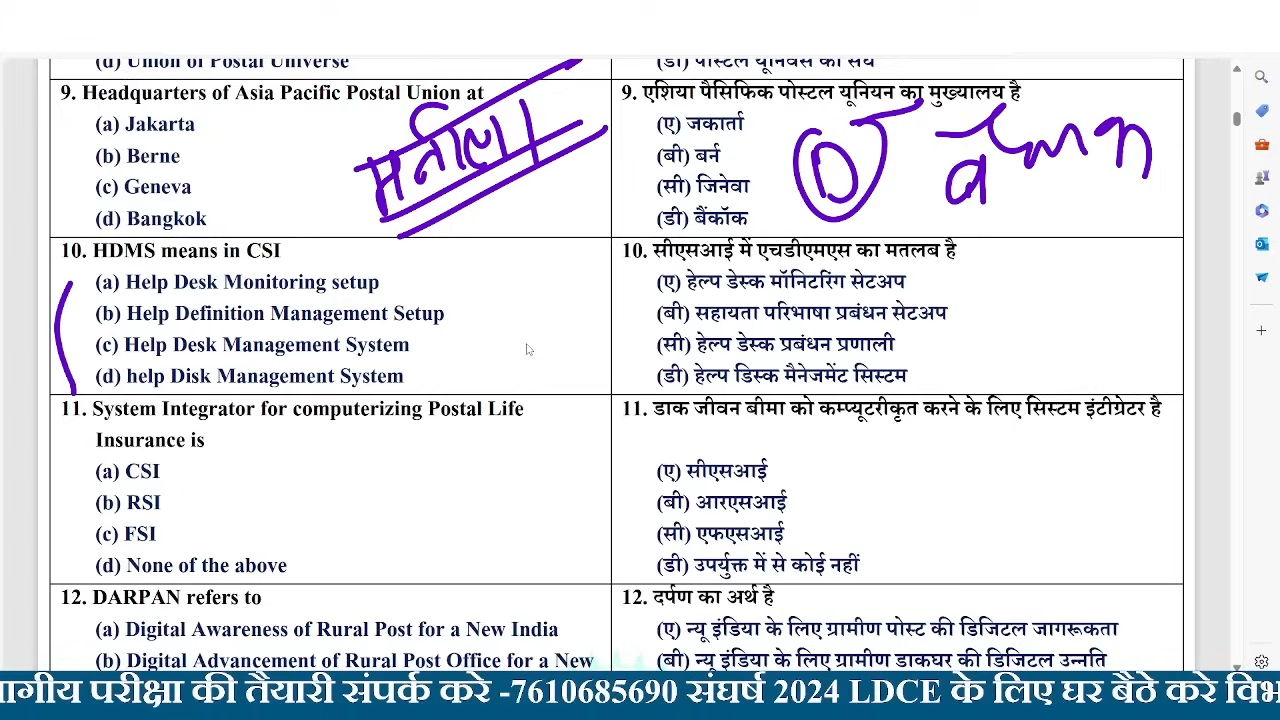 (d) Union of Postal Universe
(डी) पोस्टल यूनिवर्स का संघ
9. Headquarters of Asia Pacific Postal Union at
(a) Jakarta
(b) Berne
(c) Geneva
(d) Bangkok
मनीला
9. एशिया पैसिफिक पोस्टल यूनियन का मुख्यालय है
(ए) जकार्ता
(बी) बर्न
(सी) जिनेवा
(डी) बैंकॉक
D
10. HDMS means in CSI
(a) Help Desk Monitoring setup
(b) Help Definition Management Setup
(c) Help Desk Management System
(d) help Disk Management System
10. सीएसआई में एचडीएमएस का मतलब है
(ए) हेल्प डेस्क मॉनिटरिंग सेटअप
(बी) सहायता परिभाषा प्रबंधन सेटअप
(सी) हेल्प डेस्क प्रबंधन प्रणाली
(डी) हेल्प डिस्क मैनेजमेंट सिस्टम
11. System Integrator for computerizing Postal Life
Insurance is
(a) CSI
(b) RSI
(c) FSI
(d) None of the above
11. डाक जीवन बीमा को कम्प्यूटरीकृत करने के लिए सिस्टम इंटीग्रेटर है
(ए) सीएसआई
(बी) आरएसआई
(सी) एफएसआई
(डी) उपर्युक्त में से कोई नहीं
12. DARPAN refers to
(a) Digital Awareness of Rural Post for a New India
(b) Digital Advancement of Rural Post Office for a New
12. दर्पण का अर्थ है
(ए) न्यू इंडिया के लिए ग्रामीण पोस्ट की डिजिटल जागरूकता
(बी) न्यू इंडिया के लिए ग्रामीण डाकघर की डिजिटल उन्नति
ागीय परीक्षा की तैयारी संपर्क करे -7610685690 संघर्ष 2024 LDCE के लिए घर बैठे करे विभ